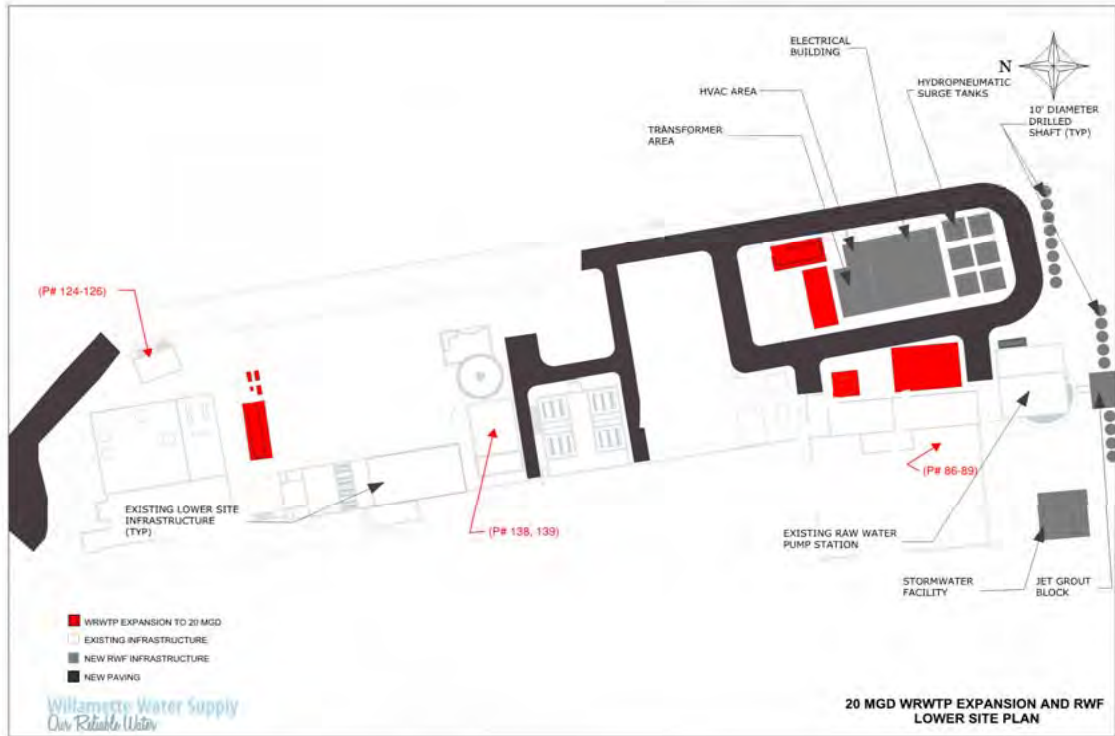 ELECTRICAL
BUILDING
N
HYDROPNEUMATIC
SURGE TANKS
HVAC AREA
10' DIAMETER
DRILLED
SHAFT (TYP)
TRANSFORMER
AREA
(P# 124-126)
(P# 86-89)
EXISTING LOWER SITE
INFRASTRUCTURE
(TYP)
(P# 138, 139)
EXISTING RAW WATER
PUMP STATION
STORMWATER
FACILITY
JET GROUT
BLOCK
WRWTP EXPANSION TO 20 MGD
EXISTING INFRASTRUCTURE
NEW RWF INFRASTRUCTURE
NEW PAVING
Willamette Water Supply
Our Reliable Water
20 MGD WRWTP EXPANSION AND RWF
LOWER SITE PLAN